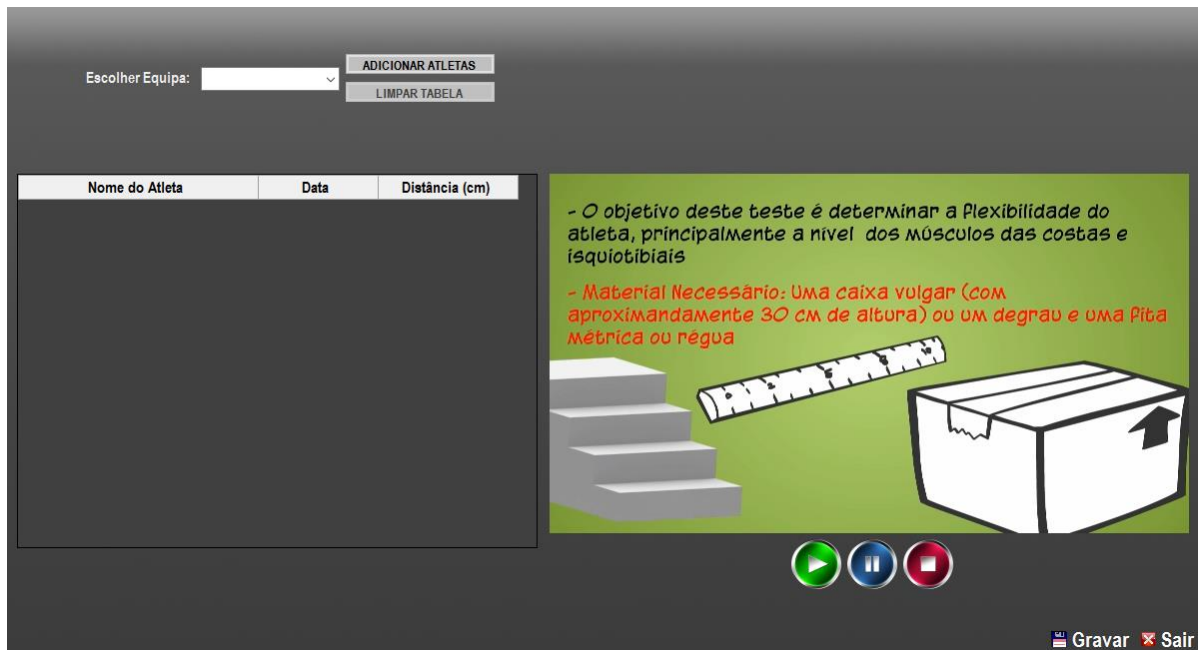 Escolher Equipa:
ADICIONAR ATLETAS
LIMPAR TABELA
Nome do Atleta Data Distância (cm)
- O objetivo deste teste é determinar a flexibilidade do
atleta, principalmente a nível dos músculos das costas e
isquiotibiais
- Material Necessário: Uma caixa vulgar (com
aproximandamente 30 cm de altura) ou um degrau e uma fita
métrica ou régua
Gravar Sair